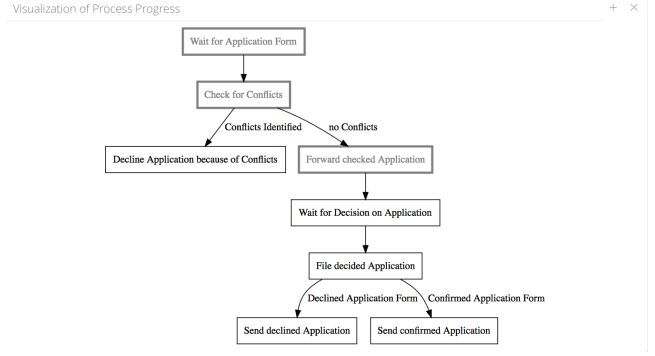 Visualization of Process Progress
Wait for Application Form
Check for Conflicts
Conflicts Identified
no Conflicts
Decline Application because of Conflicts
Forward checked Application
Wait for Decision on Application
File decided Application
Declined Application Form
Confirmed Application Form
Send declined Application
Send confirmed Application